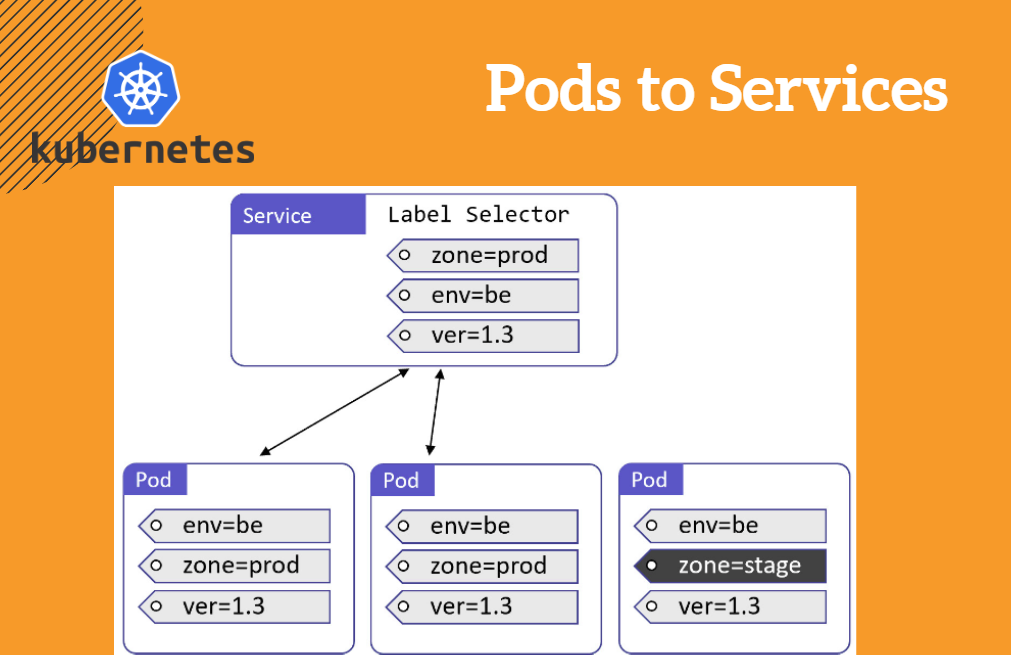 kubernetes
Pods to Services
Service
Label Selector
zone=prod
env=be
ver=1.3
Pod
env=be
zone=prod
ver=1.3
Pod
env=be
zone=prod
ver=1.3
Pod
env=be
zone=stage
ver=1.3